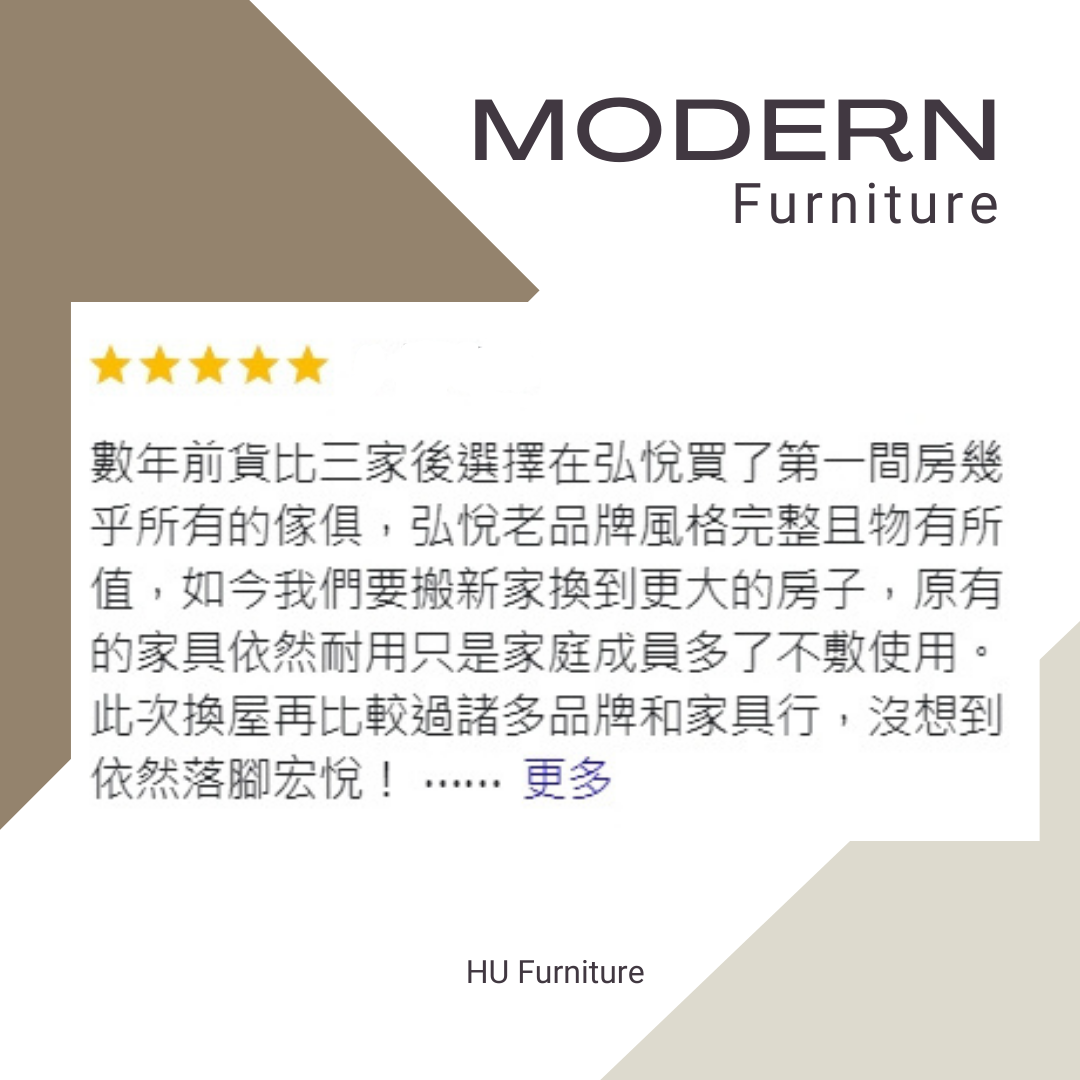 MODERN
Furniture
數年前貨比三家後選擇在弘悅買了第一間房幾
乎所有的傢俱，弘悅老品牌風格完整且物有所
值，如今我們要搬新家換到更大的房子，原有
的家具依然耐用只是家庭成員多了不敷使用。
此次換屋再比較過諸多品牌和家具行，沒想到
依然落腳宏悅！ …… 更多
HU Furniture